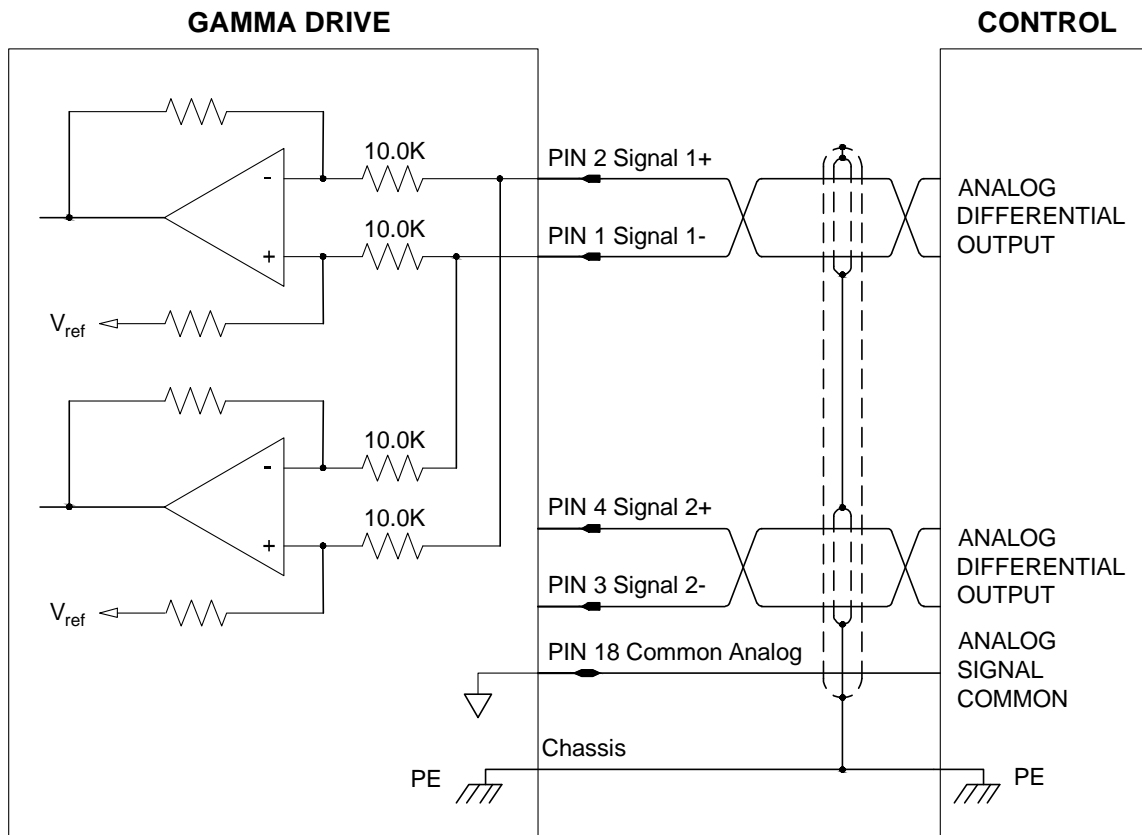 GAMMA DRIVE
CONTROL
10.0K
PIN 2 Signal 1+
-
ANALOG
DIFFERENTIAL
OUTPUT
10.0K
PIN 1 Signal 1-
+
Vref
10.0K
-
PIN 4 Signal 2+
10.0K
+
ANALOG
DIFFERENTIAL
OUTPUT
PIN 3 Signal 2-
Vref
PIN 18 Common Analog
ANALOG
SIGNAL
COMMON
Chassis
PE
PE